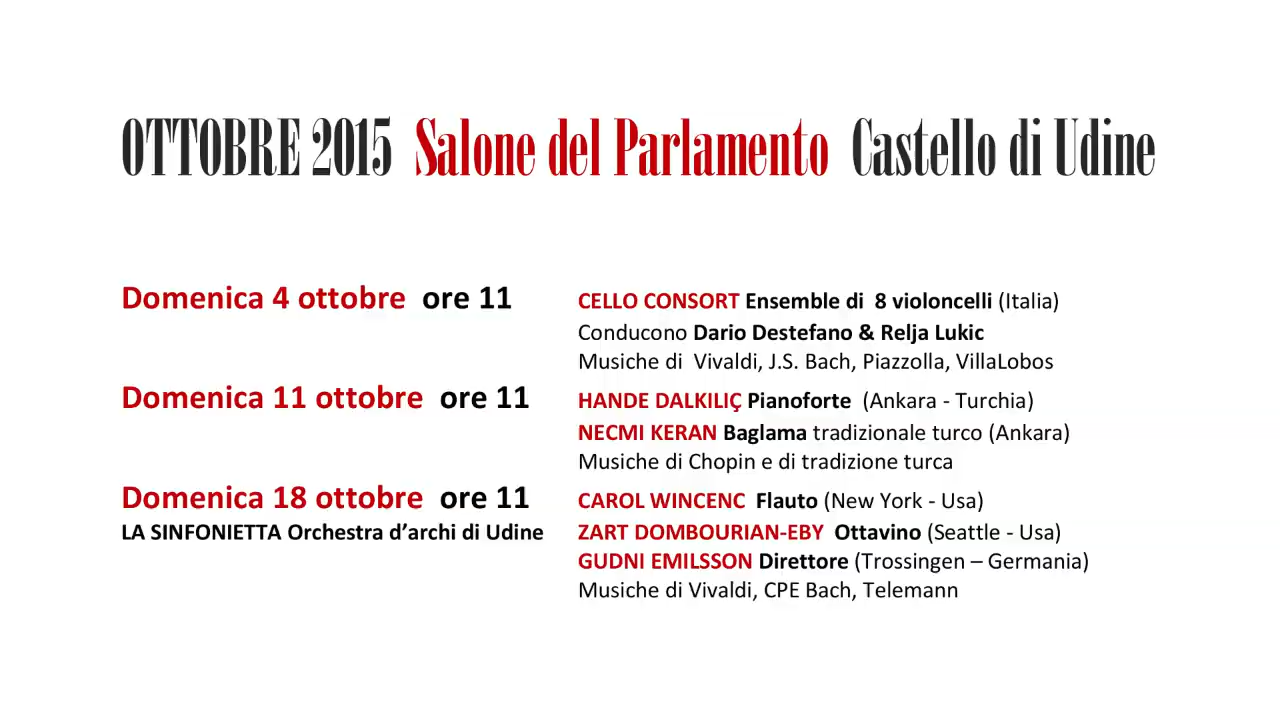 OTTOBRE 2015 Salone del Parlamento Castello di Udine
Domenica 4 ottobre ore 11
CELLO CONSORT Ensemble di 8 violoncelli (Italia)
Conducono Dario Destefano & Relja Lukic
Musiche di Vivaldi, J.S. Bach, Piazzolla, VillaLobos
Domenica 11 ottobre ore 11
HANDE DALKILIÇ Pianoforte (Ankara - Turchia)
NECMI KERAN Baglama tradizionale turco (Ankara)
Musiche di Chopin e di tradizione turca
Domenica 18 ottobre ore 11
LA SINFONIETTA Orchestra d’archi di Udine
CAROL WINCENC Flauto (New York - Usa)
ZART DOMBOURIAN-EBY Ottavino (Seattle - Usa)
GUDNI EMILSSON Direttore (Trossingen – Germania)
Musiche di Vivaldi, CPE Bach, Telemann